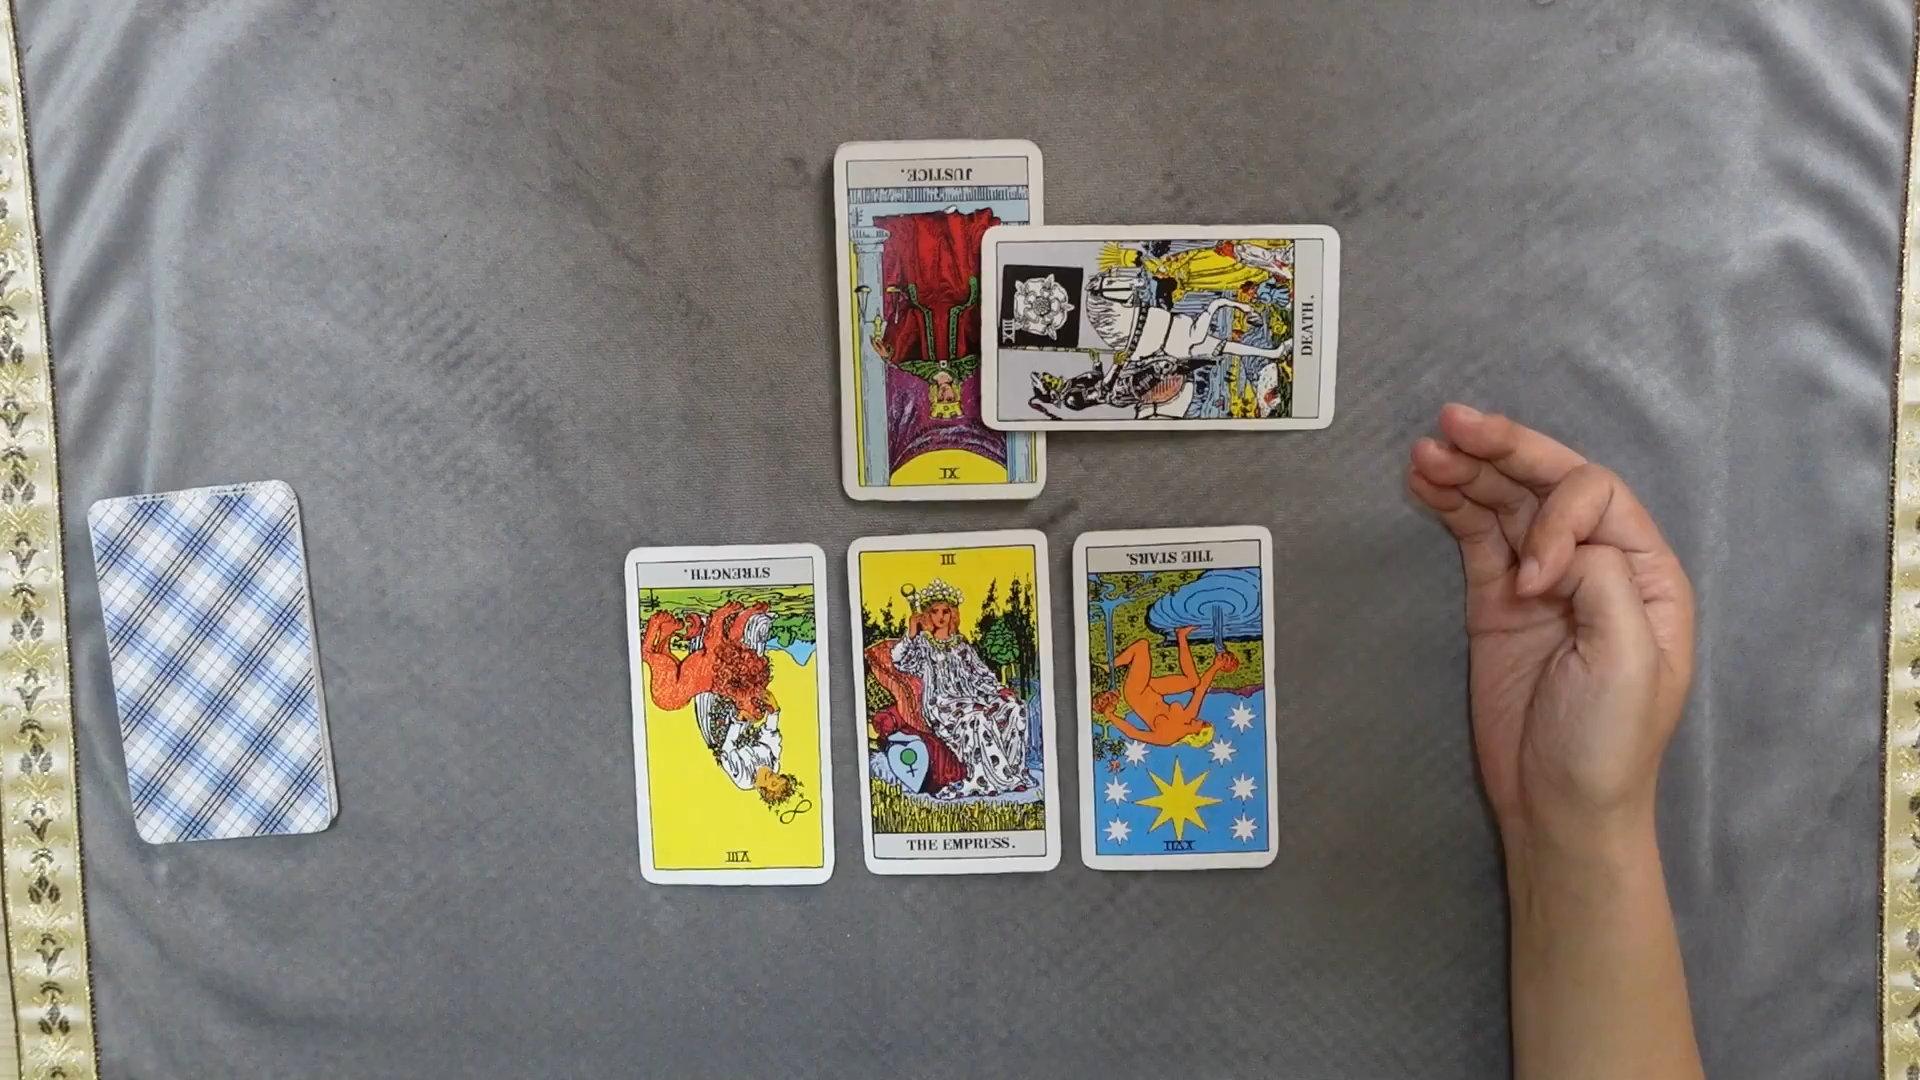 JUSTICE.
XI
XIII
DEATH.
STRENGTH.
VIII
III
THE EMPRESS.
THE STARS.
XVII